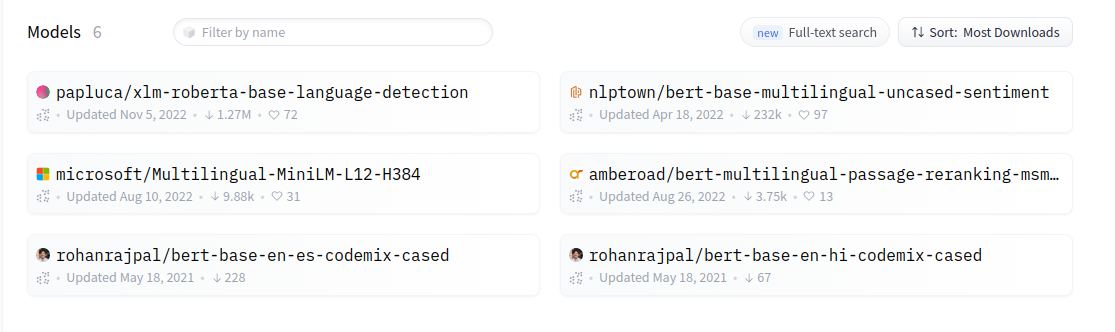 Models 6 Filter by name new Full-text search Sort: Most Downloads
papluca/xlm-roberta-base-language-detection
Updated Nov 5, 2022 • 1.27M • 72
nlptown/bert-base-multilingual-uncased-sentiment
Updated Apr 18, 2022 • 232k • 97
microsoft/Multilingual-MiniLM-L12-H384
Updated Aug 10, 2022 • 9.88k • 31
amberoad/bert-multilingual-passage-reranking-msm…
Updated Aug 26, 2022 • 3.75k • 13
rohanrajpal/bert-base-en-es-codemix-cased
Updated May 18, 2021 • 228
rohanrajpal/bert-base-en-hi-codemix-cased
Updated May 18, 2021 • 67